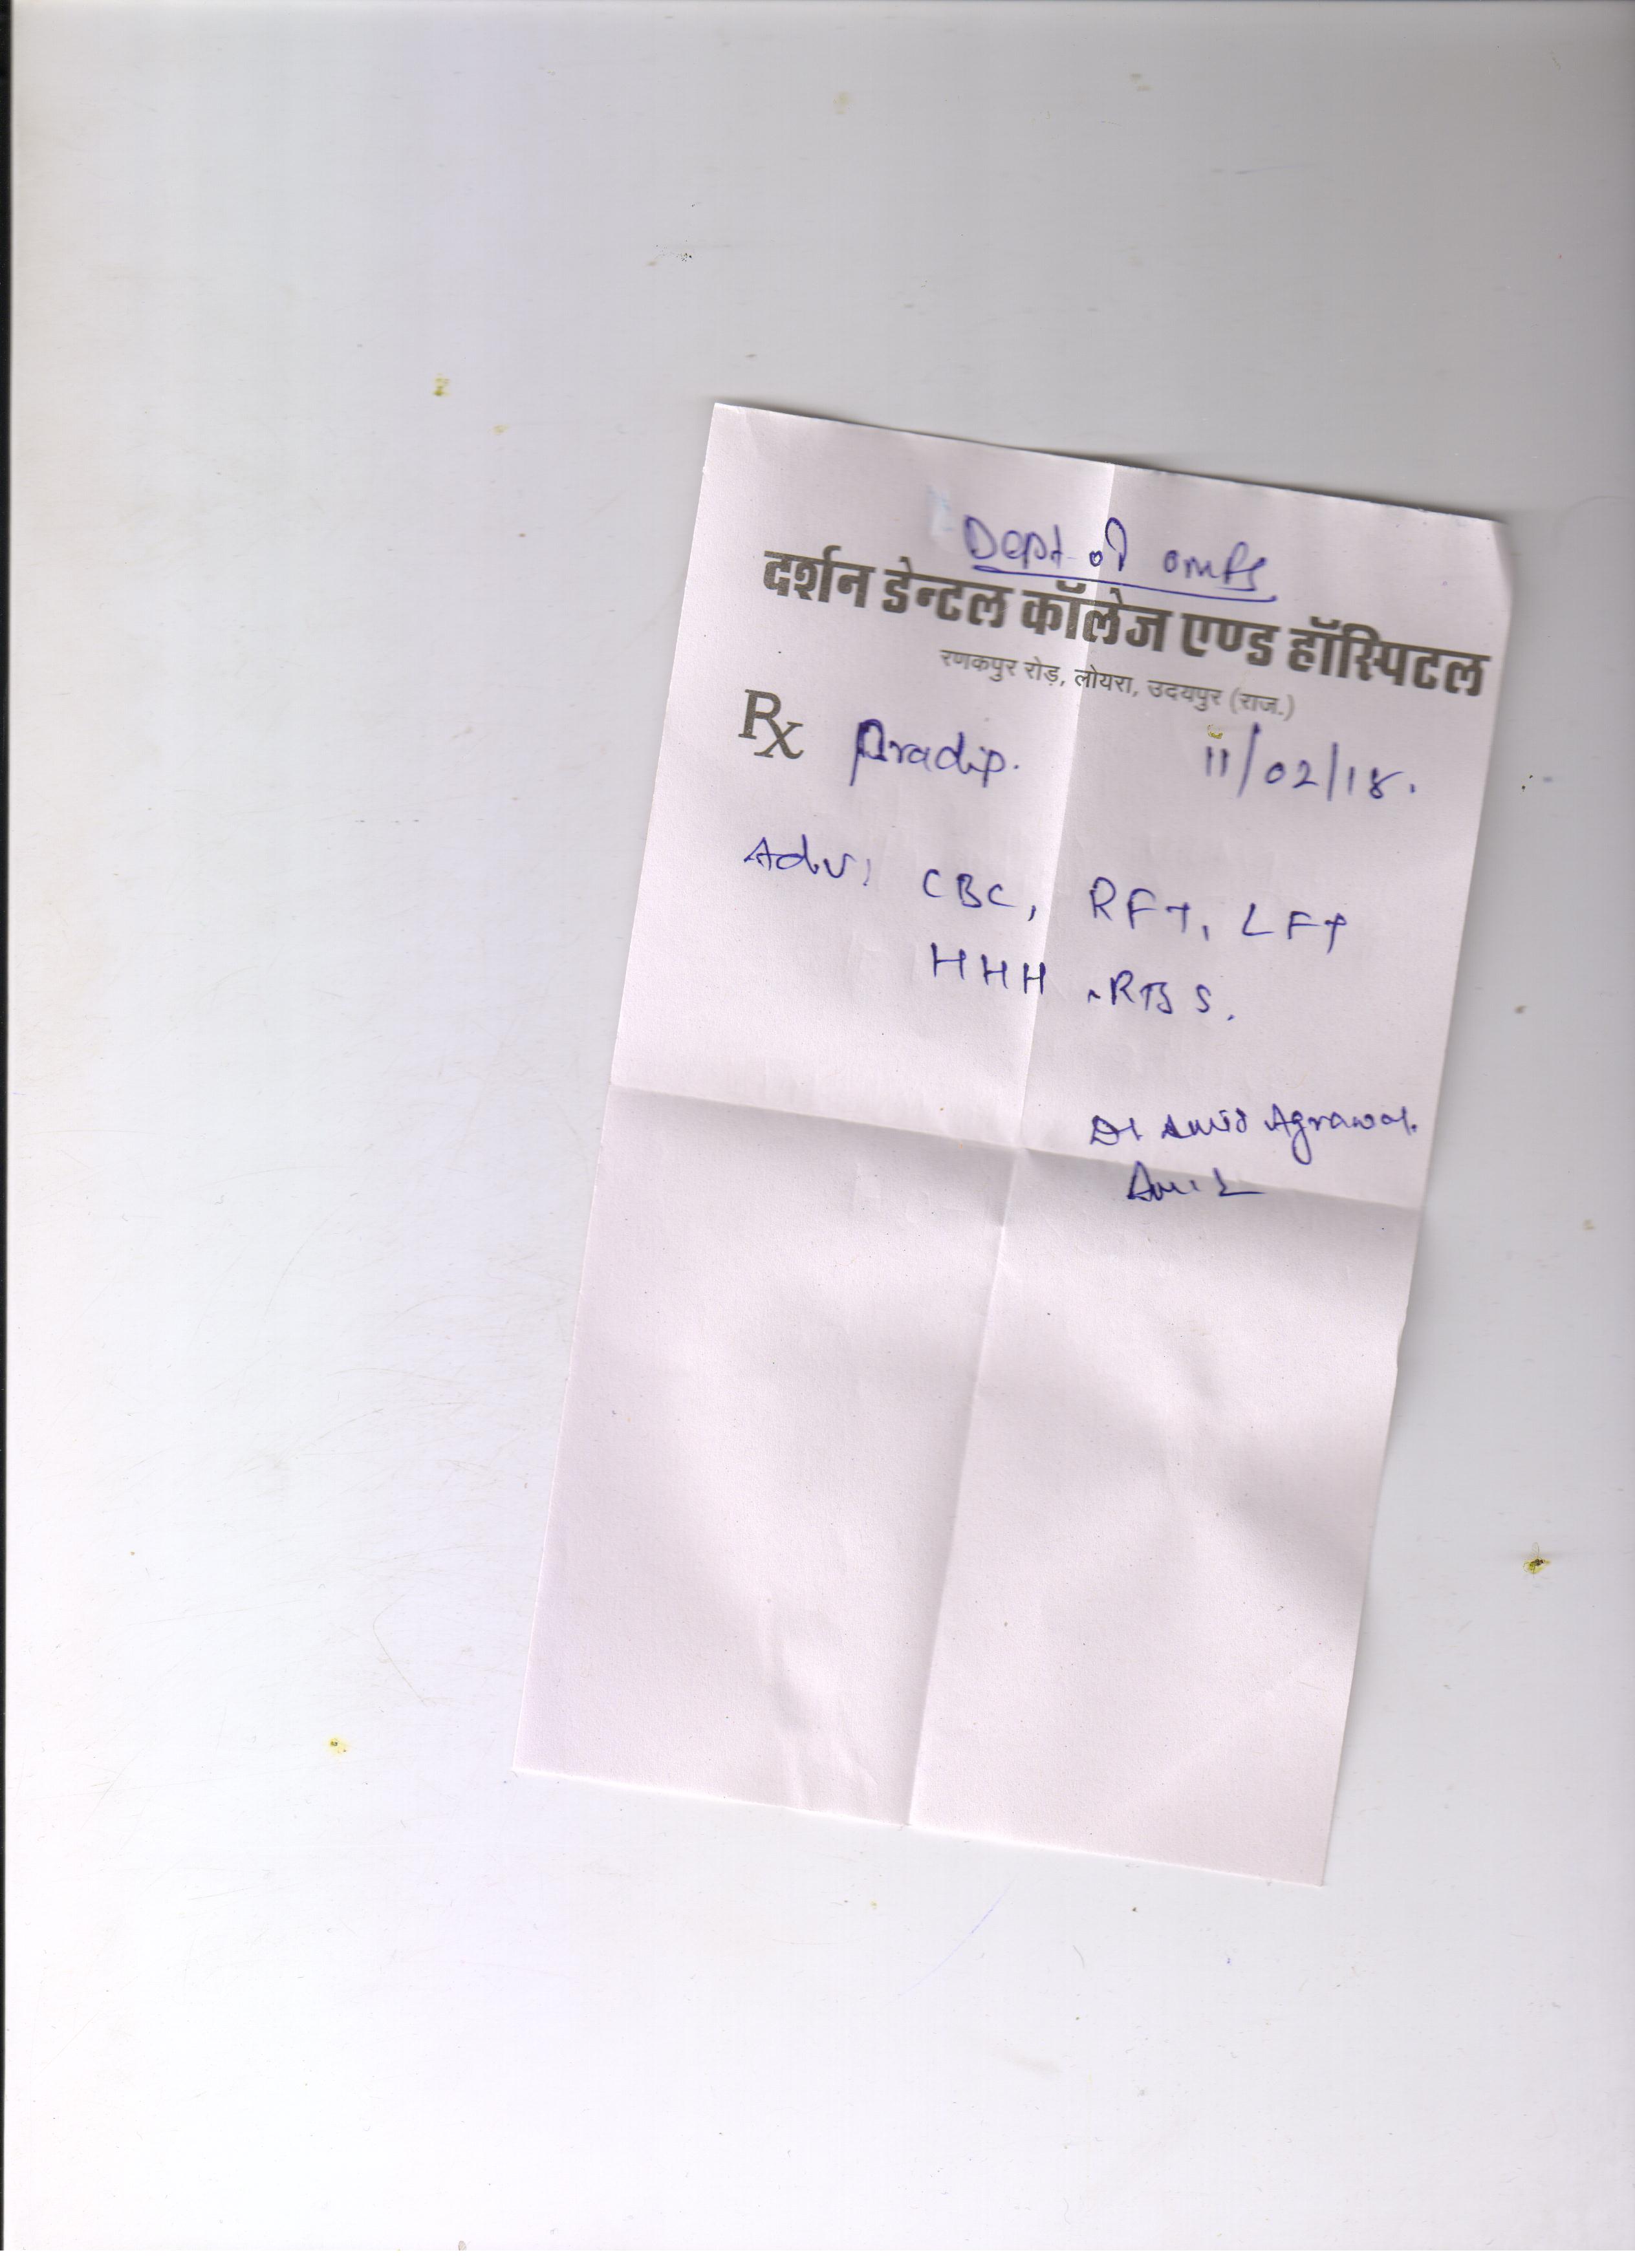 Dept of OMFS
दर्शन डेन्टल कॉलेज एण्ड हॉस्पिटल
रणकपुर रोड़, लोयरा, उदयपुर (राज.)
Rx Pradip. 11/02/18.
Adv: CBC, RFT, LFT
HHH, RBS.
Dr Amit Agrawal.
Amit